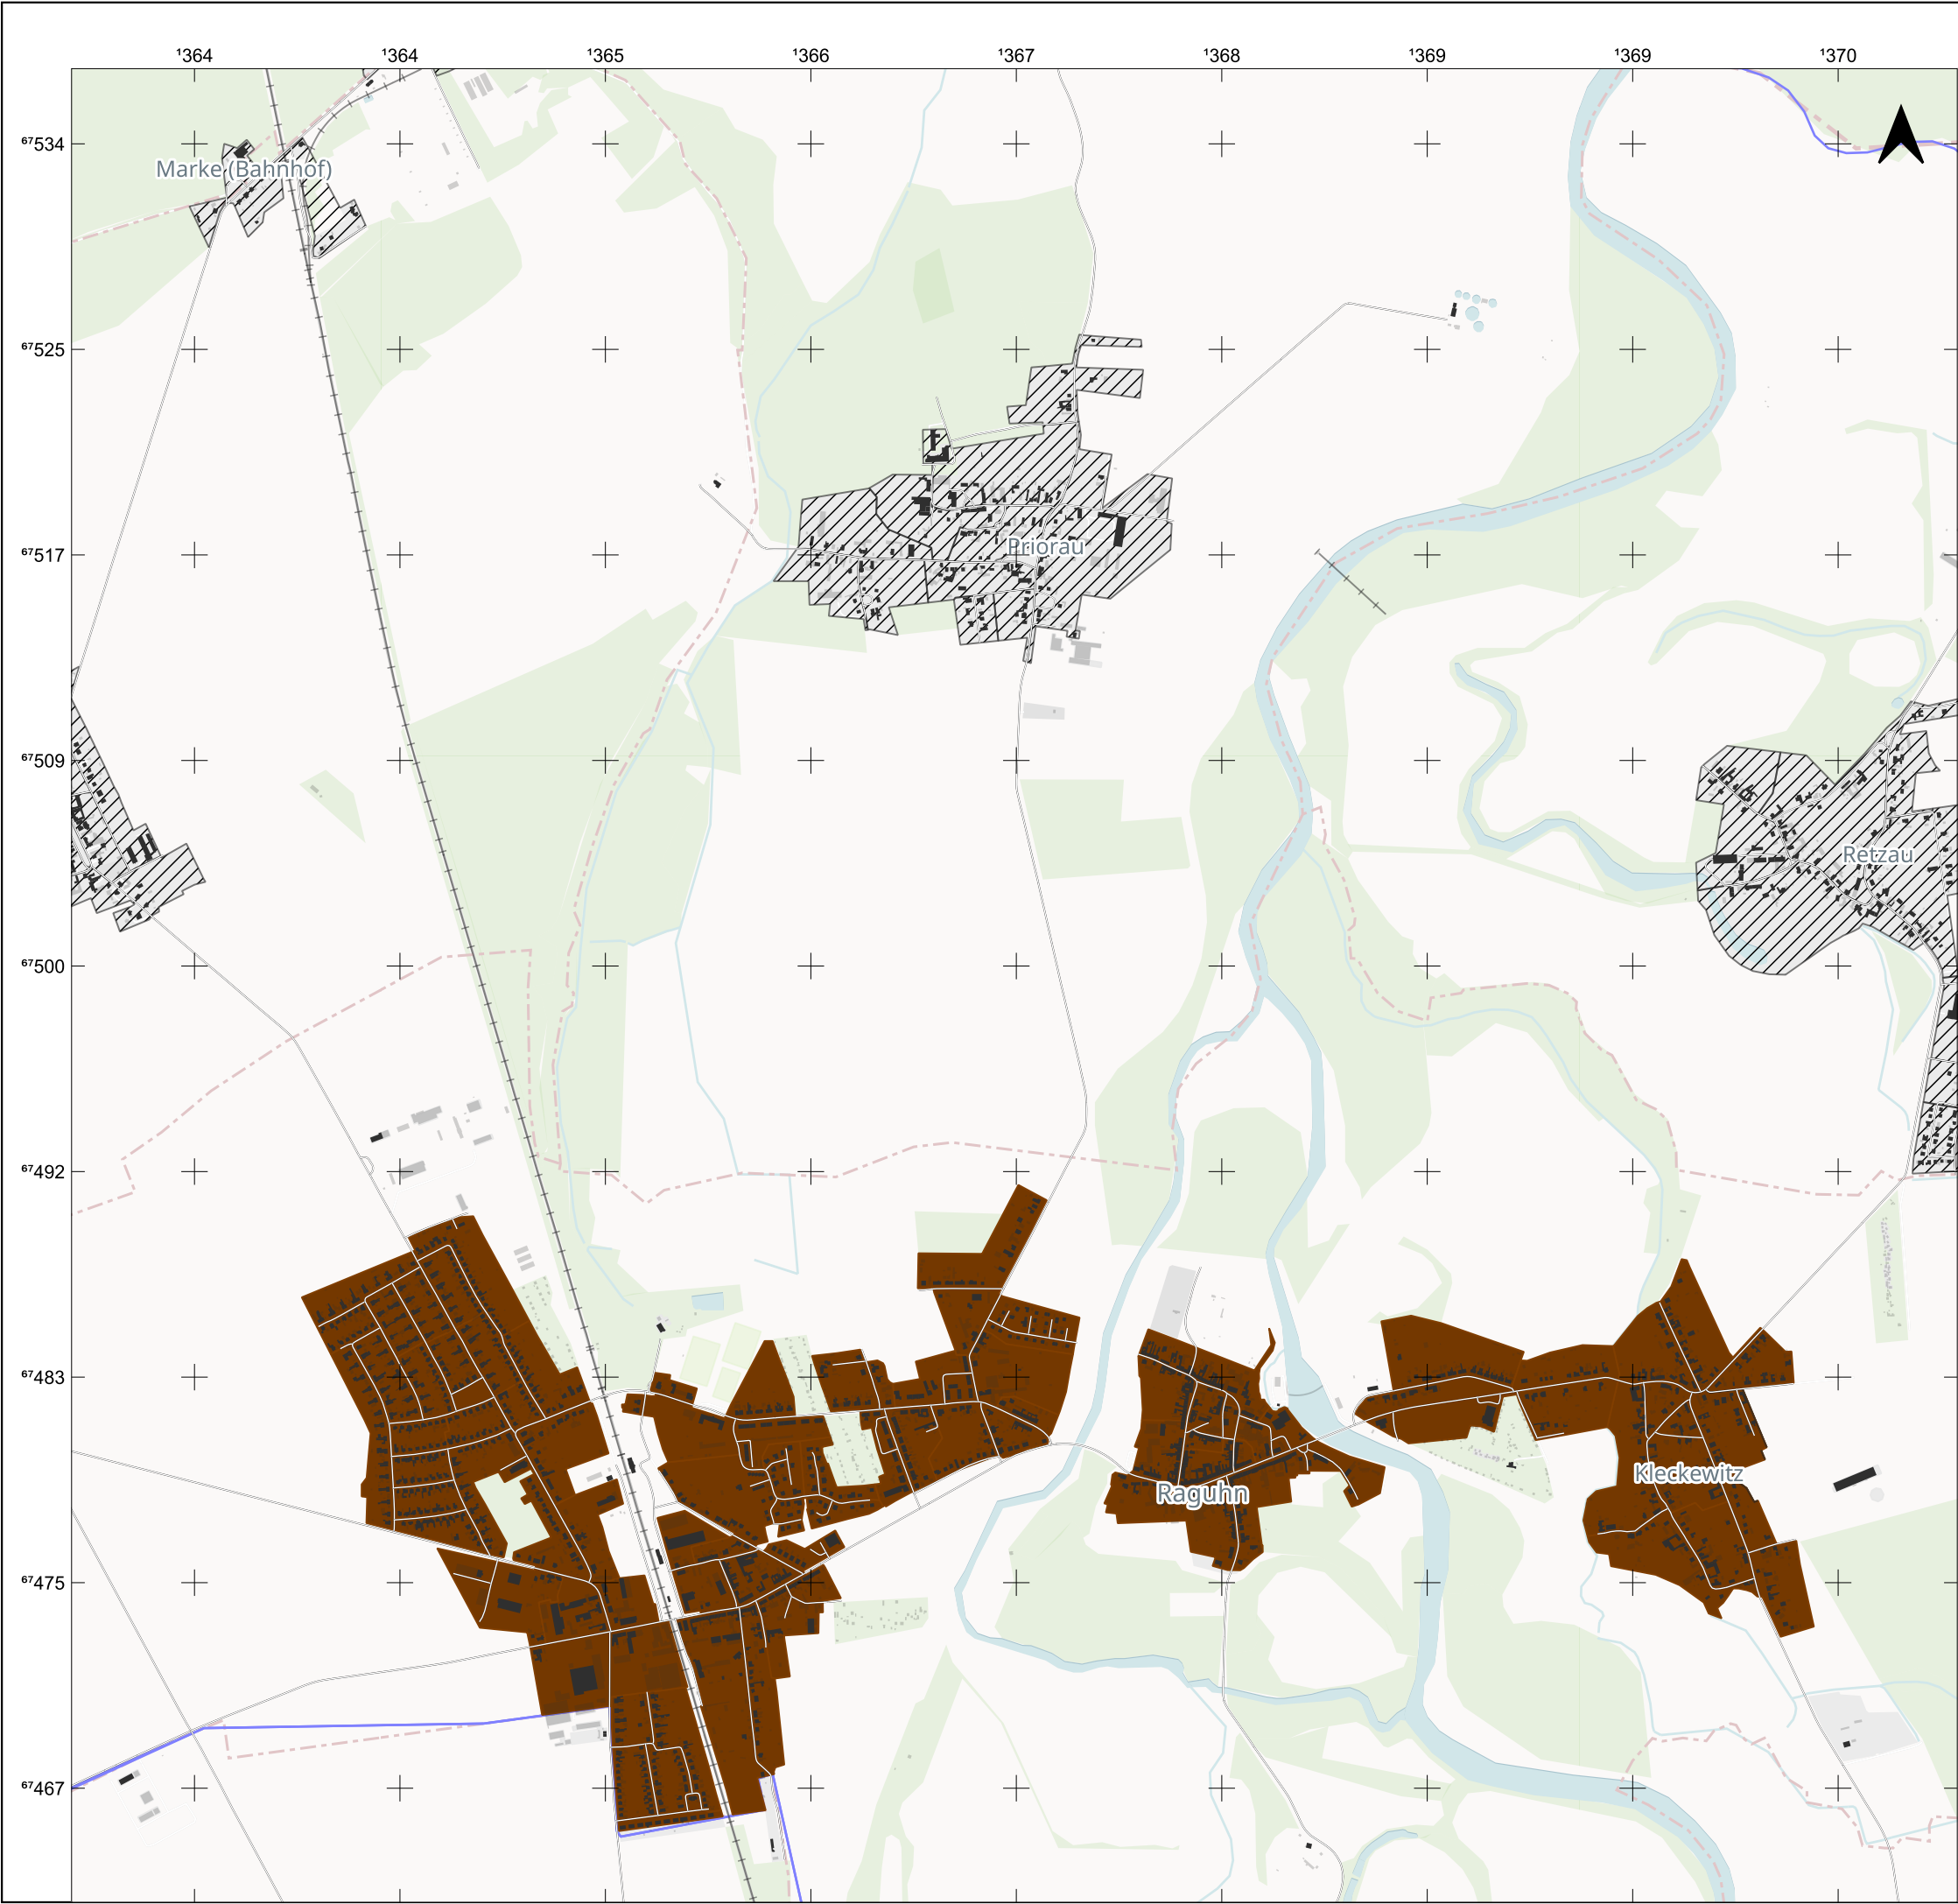 ¹364 ¹364 ¹365 ¹366 ¹367 ¹368 ¹369 ¹369 ¹370
⁶⁷534
Marke (Bahnhof)
⁶⁷525
⁶⁷517
Priorau
⁶⁷509
Retzau
⁶⁷500
⁶⁷492
⁶⁷483
Kleckewitz
Raguhn
⁶⁷475
⁶⁷467